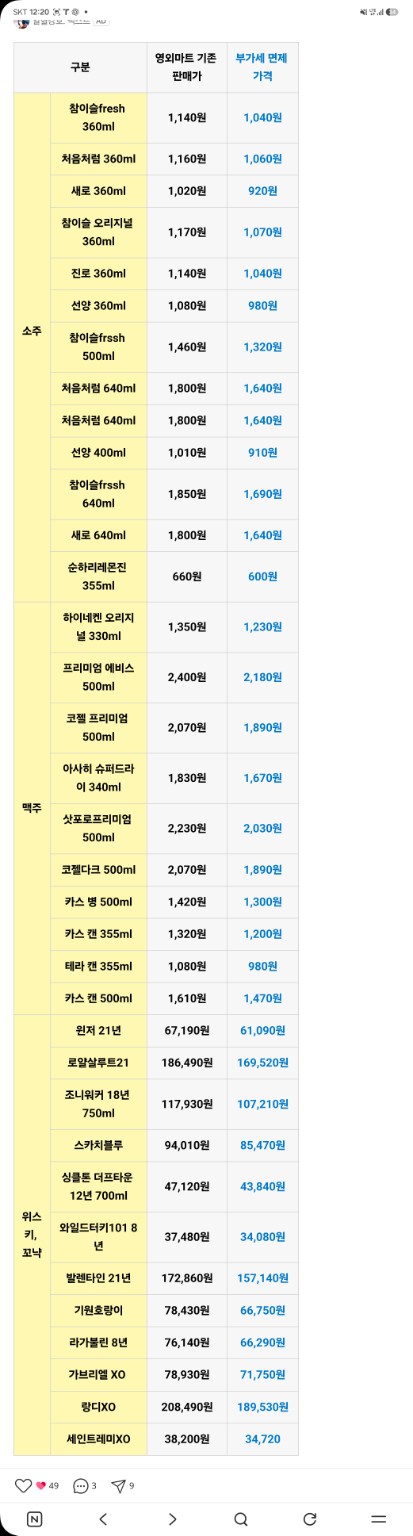 SKT 12:20
구분 영외마트 기존 판매가 부가세 면제 가격
소주
참이슬fresh 360ml 1,140원 1,040원
처음처럼 360ml 1,160원 1,060원
새로 360ml 1,020원 920원
참이슬 오리지널 360ml 1,170원 1,070원
진로 360ml 1,140원 1,040원
선양 360ml 1,080원 980원
참이슬frssh 500ml 1,460원 1,320원
처음처럼 640ml 1,800원 1,640원
처음처럼 640ml 1,800원 1,640원
선양 400ml 1,010원 910원
참이슬frssh 640ml 1,850원 1,690원
새로 640ml 1,800원 1,640원
순하리레몬진 355ml 660원 600원
맥주
하이네켄 오리지널 330ml 1,350원 1,230원
프리미엄 에비스 500ml 2,400원 2,180원
코젤 프리미엄 500ml 2,070원 1,890원
아사히 슈퍼드라이 340ml 1,830원 1,670원
삿포로프리미엄 500ml 2,230원 2,030원
코젤다크 500ml 2,070원 1,890원
카스 병 500ml 1,420원 1,300원
카스 캔 355ml 1,320원 1,200원
테라 캔 355ml 1,080원 980원
카스 캔 500ml 1,610원 1,470원
위스키, 꼬냑
윈저 21년 67,190원 61,090원
로얄살루트21 186,490원 169,520원
조니워커 18년 750ml 117,930원 107,210원
스카치블루 94,010원 85,470원
싱클톤 더프타운 12년 700ml 47,120원 43,840원
와일드터키101 8년 37,480원 34,080원
발렌타인 21년 172,860원 157,140원
기원호랑이 78,430원 66,750원
라가불린 8년 76,140원 66,290원
가브리엘 XO 78,930원 71,750원
랑디XO 208,490원 189,530원
세인트레미XO 38,200원 34,720
49 3 9